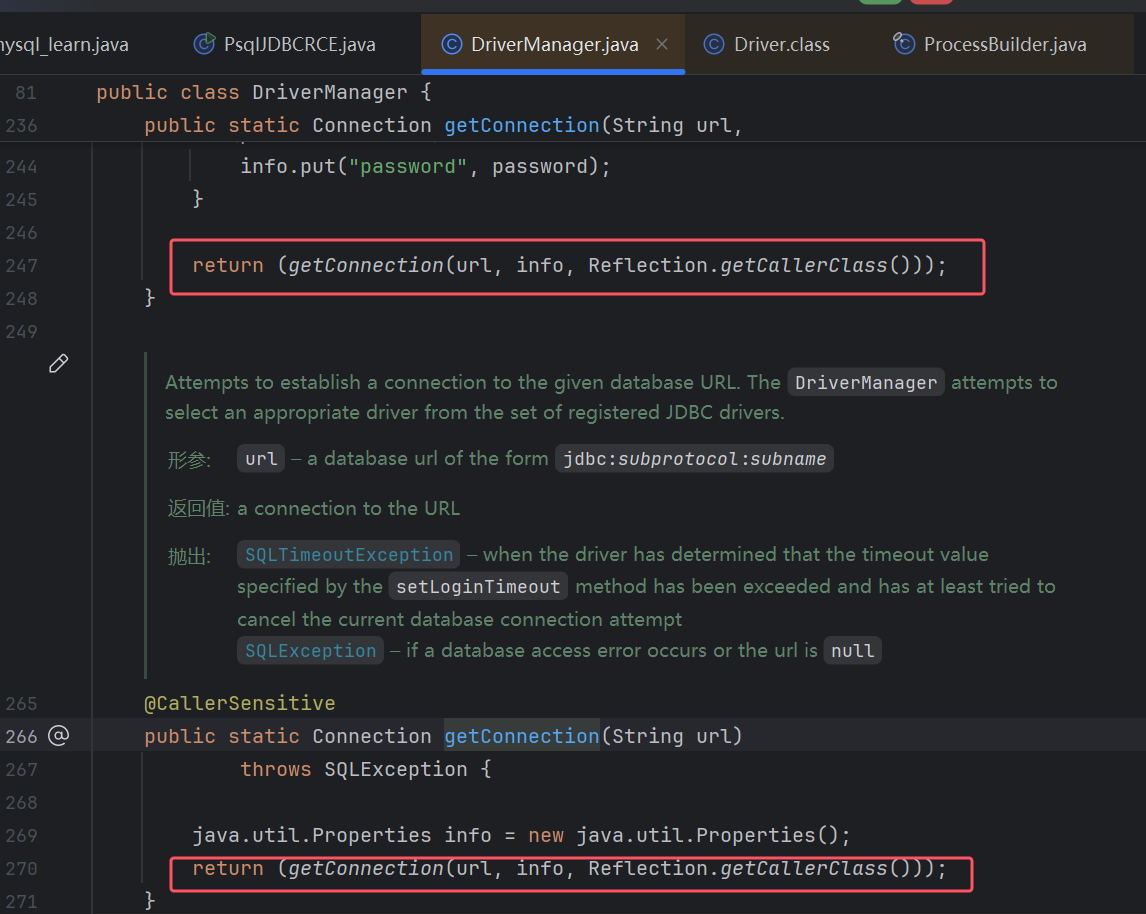 mysql_learn.java PsqlJDBCRCE.java DriverManager.java × Driver.class ProcessBuilder.java
81 public class DriverManager {
236 public static Connection getConnection(String url,
244 info.put("password", password);
245 }
246
247 return (getConnection(url, info, Reflection.getCallerClass()));
248 }
249
Attempts to establish a connection to the given database URL. The DriverManager attempts to
select an appropriate driver from the set of registered JDBC drivers.
形参: url – a database url of the form jdbc:subprotocol:subname
返回值: a connection to the URL
抛出: SQLTimeoutException – when the driver has determined that the timeout value
specified by the setLoginTimeout method has been exceeded and has at least tried to
cancel the current database connection attempt
SQLException – if a database access error occurs or the url is null
265 @CallerSensitive
266 @ public static Connection getConnection(String url)
267 throws SQLException {
268
269 java.util.Properties info = new java.util.Properties();
270 return (getConnection(url, info, Reflection.getCallerClass()));
271 }